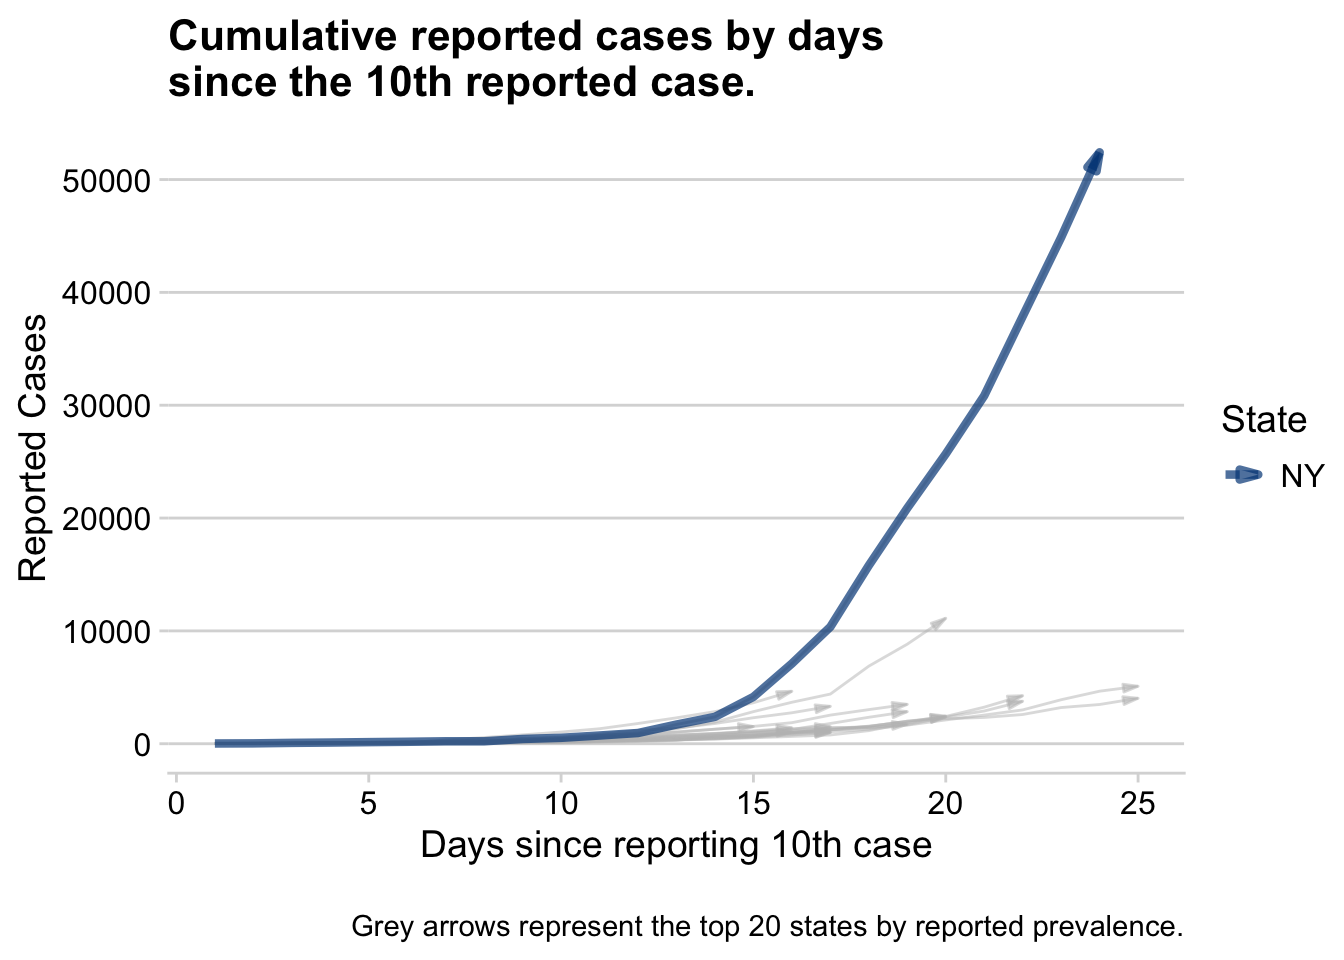 Cumulative reported cases by days
since the 10th reported case.
50000
40000
30000
20000
10000
0
Reported Cases
0 5 10 15 20 25
Days since reporting 10th case
State
NY
Grey arrows represent the top 20 states by reported prevalence.